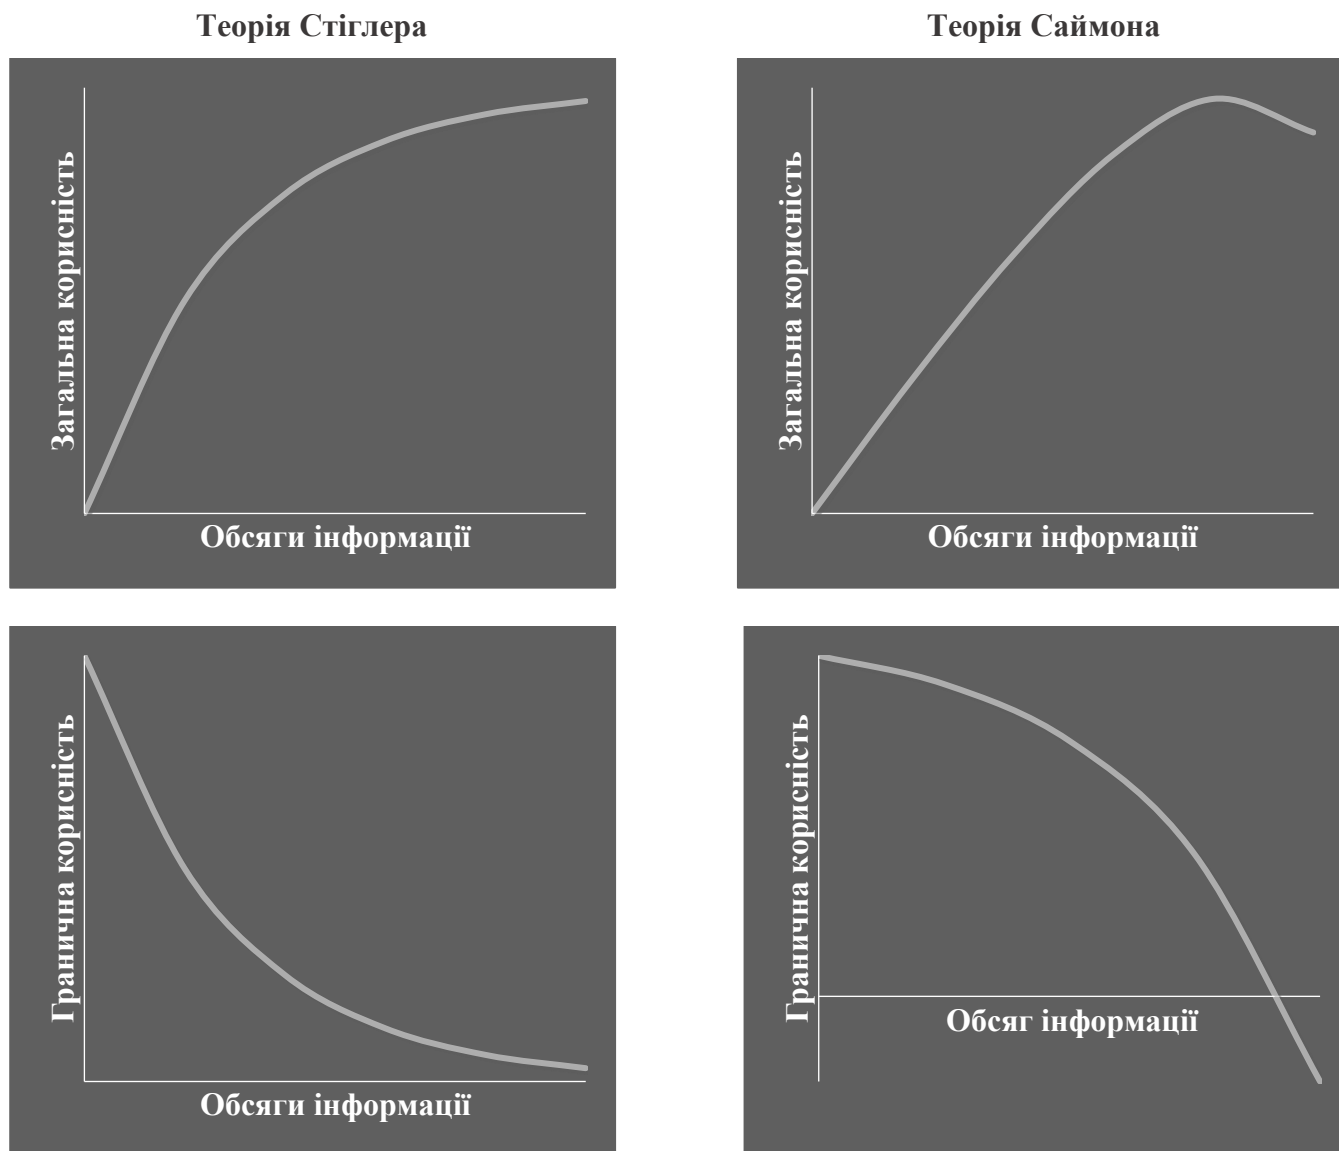 Теорія Стіглера
Теорія Саймона
Загальна корисність
Обсяги інформації
Загальна корисність
Обсяги інформації
Гранична корисність
Обсяги інформації
Гранична корисність
Обсяг інформації